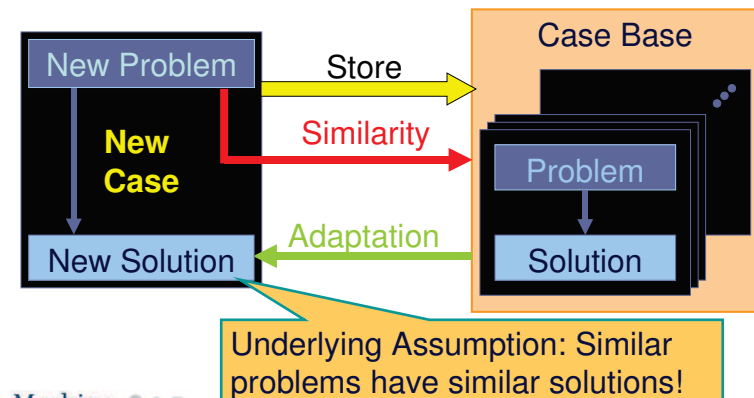 New Problem
Store
Case Base
Similarity
New
Case
Problem
Adaptation
New Solution
Solution
Underlying Assumption: Similar
problems have similar solutions!